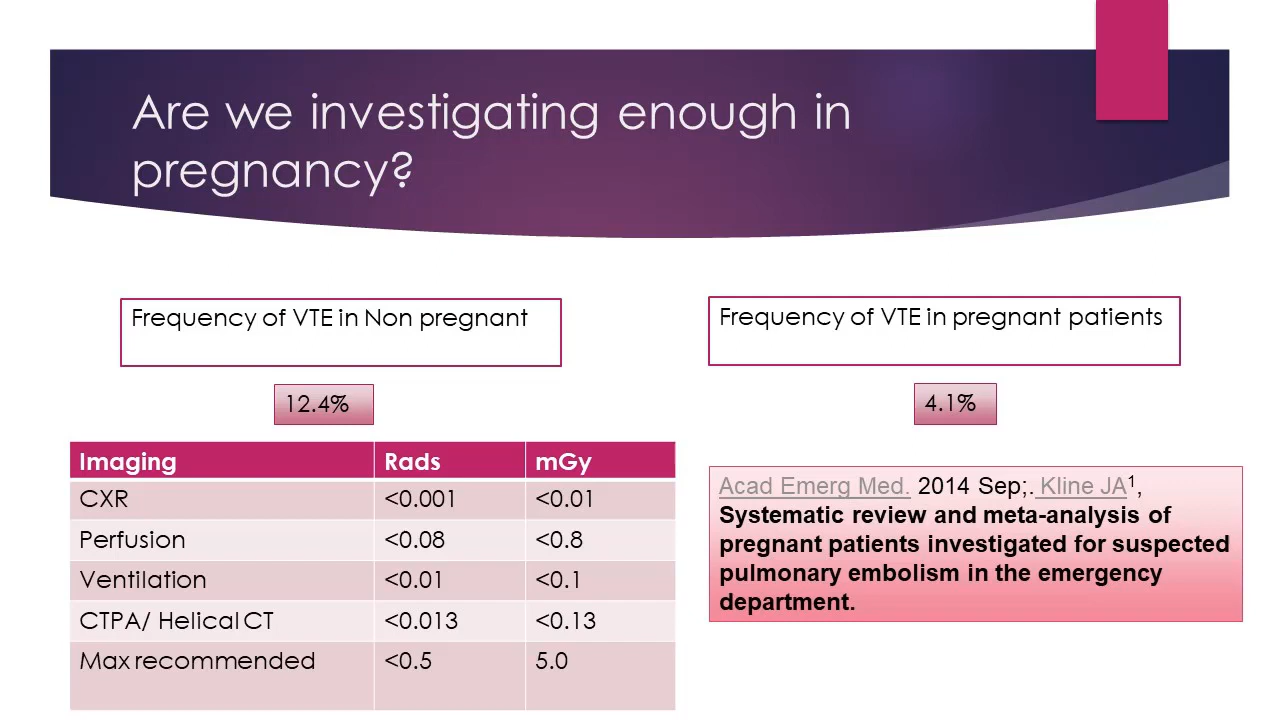 Are we investigating enough in
pregnancy?
Frequency of VTE in Non pregnant
Frequency of VTE in pregnant patients
12.4%
4.1%
Imaging Rads mGy
CXR <0.001 <0.01
Perfusion <0.08 <0.8
Ventilation <0.01 <0.1
CTPA/ Helical CT <0.013 <0.13
Max recommended <0.5 5.0
Acad Emerg Med. 2014 Sep;. Kline JA1,
Systematic review and meta-analysis of
pregnant patients investigated for suspected
pulmonary embolism in the emergency
department.